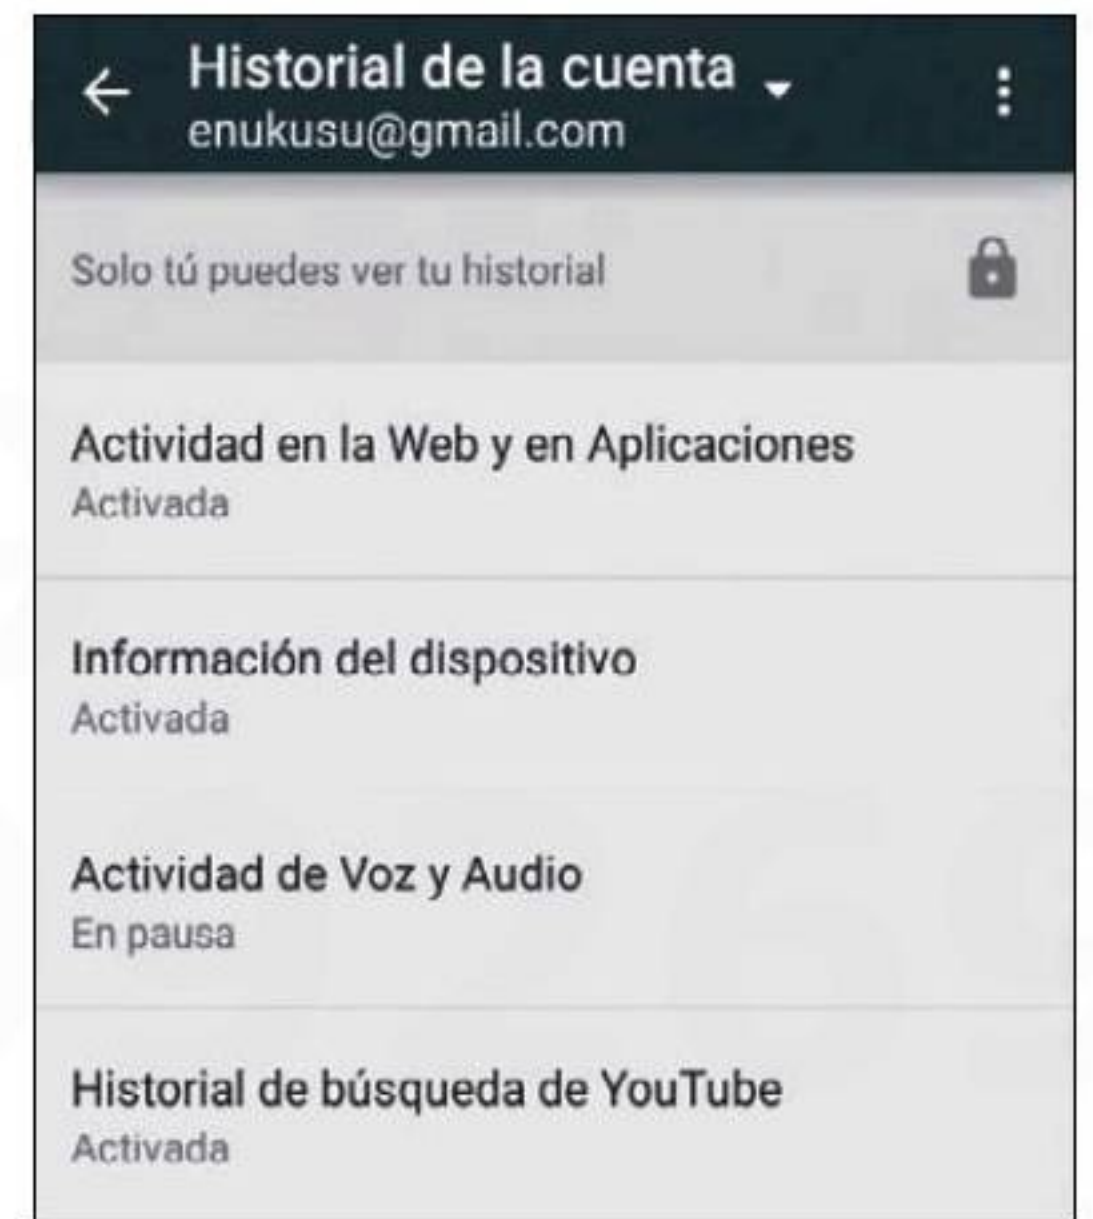 Historial de la cuenta
enukusu@gmail.com
Solo tú puedes ver tu historial
Actividad en la Web y en Aplicaciones
Activada
Información del dispositivo
Activada
Actividad de Voz y Audio
En pausa
Historial de búsqueda de YouTube
Activada